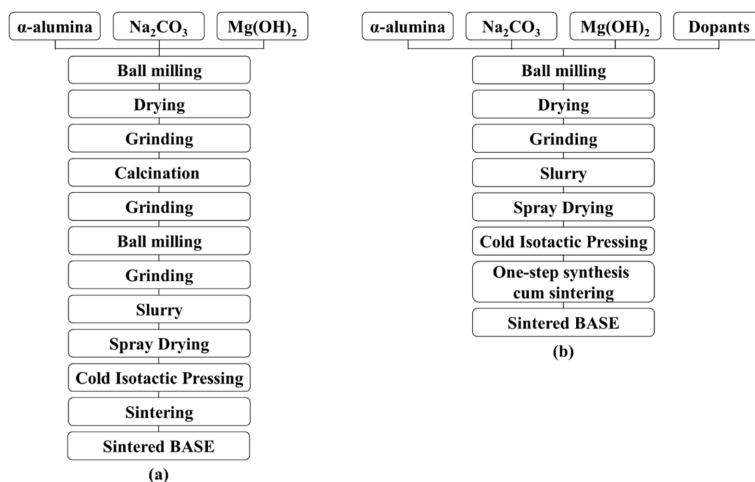 α-alumina
Na₂CO₃
Mg(OH)₂
Ball milling
Drying
Grinding
Calcination
Grinding
Ball milling
Grinding
Slurry
Spray Drying
Cold Isotactic Pressing
Sintering
Sintered BASE
(a)
α-alumina
Na₂CO₃
Mg(OH)₂
Dopants
Ball milling
Drying
Grinding
Slurry
Spray Drying
Cold Isotactic Pressing
One-step synthesis
cum sintering
Sintered BASE
(b)